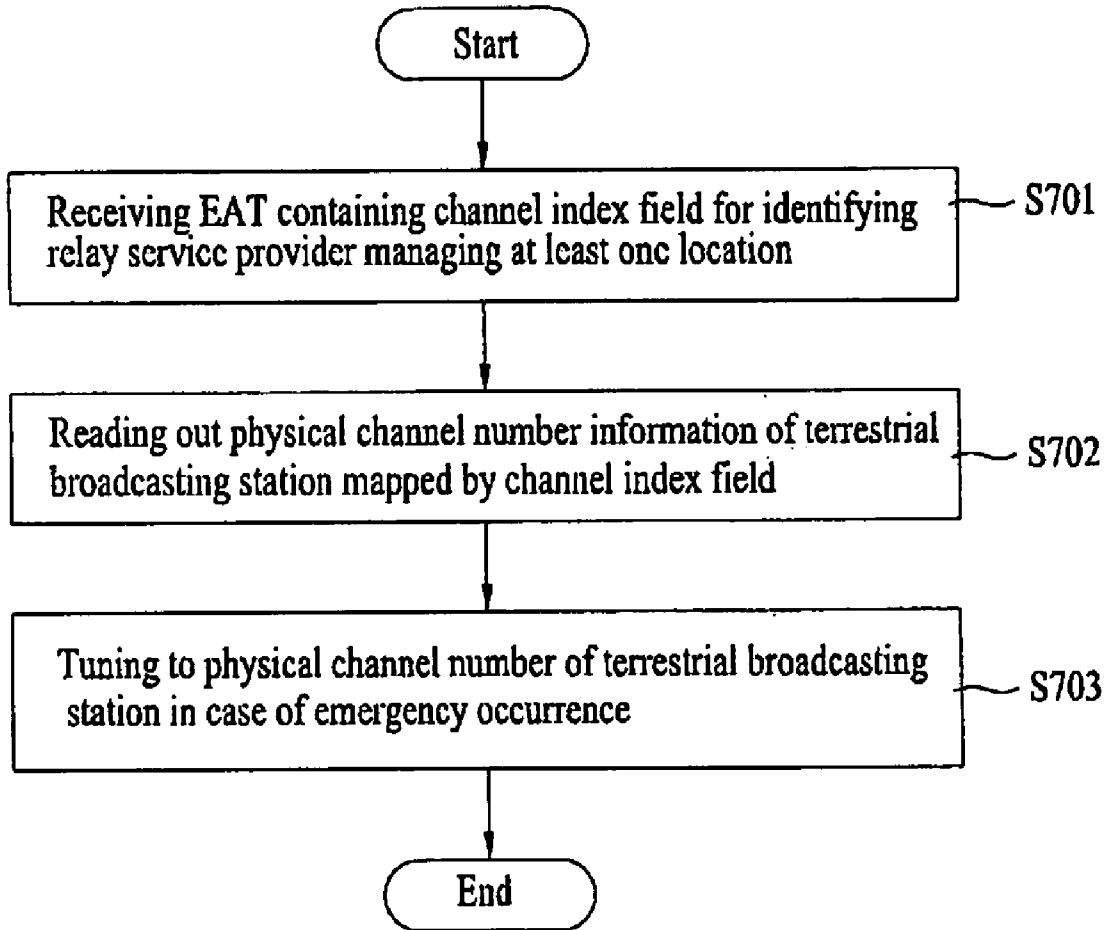 Start
Receiving EAT containing channel index field for identifying
relay service provider managing at least one location
S701
Reading out physical channel number information of terrestrial
broadcasting station mapped by channel index field
S702
Tuning to physical channel number of terrestrial broadcasting
station in case of emergency occurrence
S703
End